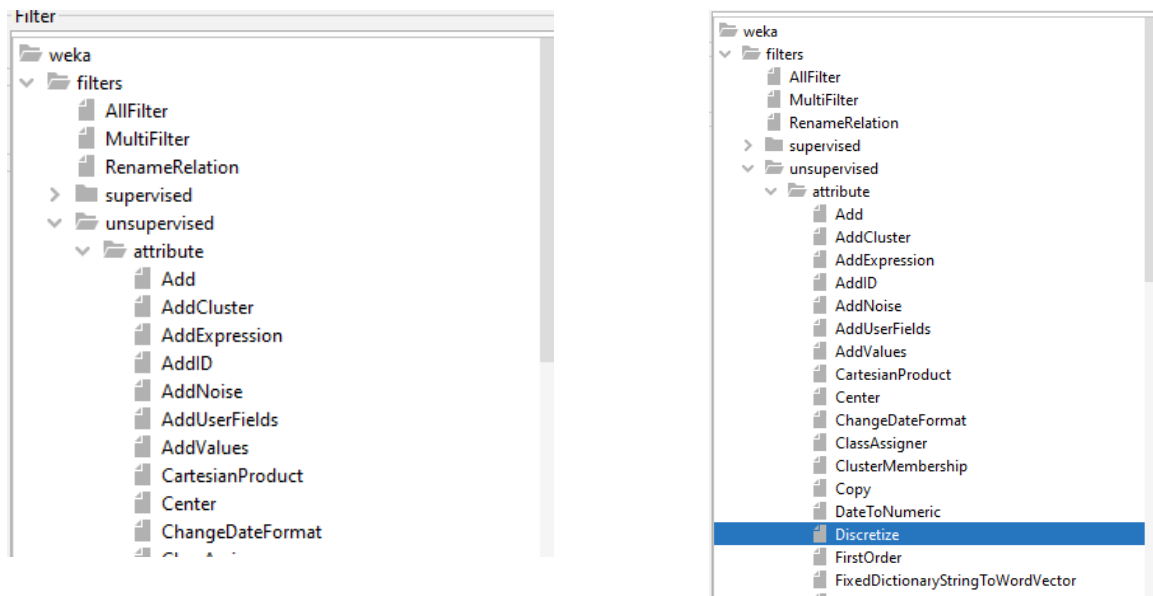 Filter
weka
filters
AllFilter
MultiFilter
RenameRelation
supervised
unsupervised
attribute
Add
AddCluster
AddExpression
AddID
AddNoise
AddUserFields
AddValues
CartesianProduct
Center
ChangeDateFormat
weka
filters
AllFilter
MultiFilter
RenameRelation
supervised
unsupervised
attribute
Add
AddCluster
AddExpression
AddID
AddNoise
AddUserFields
AddValues
CartesianProduct
Center
ChangeDateFormat
ClassAssigner
ClusterMembership
Copy
DateToNumeric
Discretize
FirstOrder
FixedDictionaryStringToWordVector